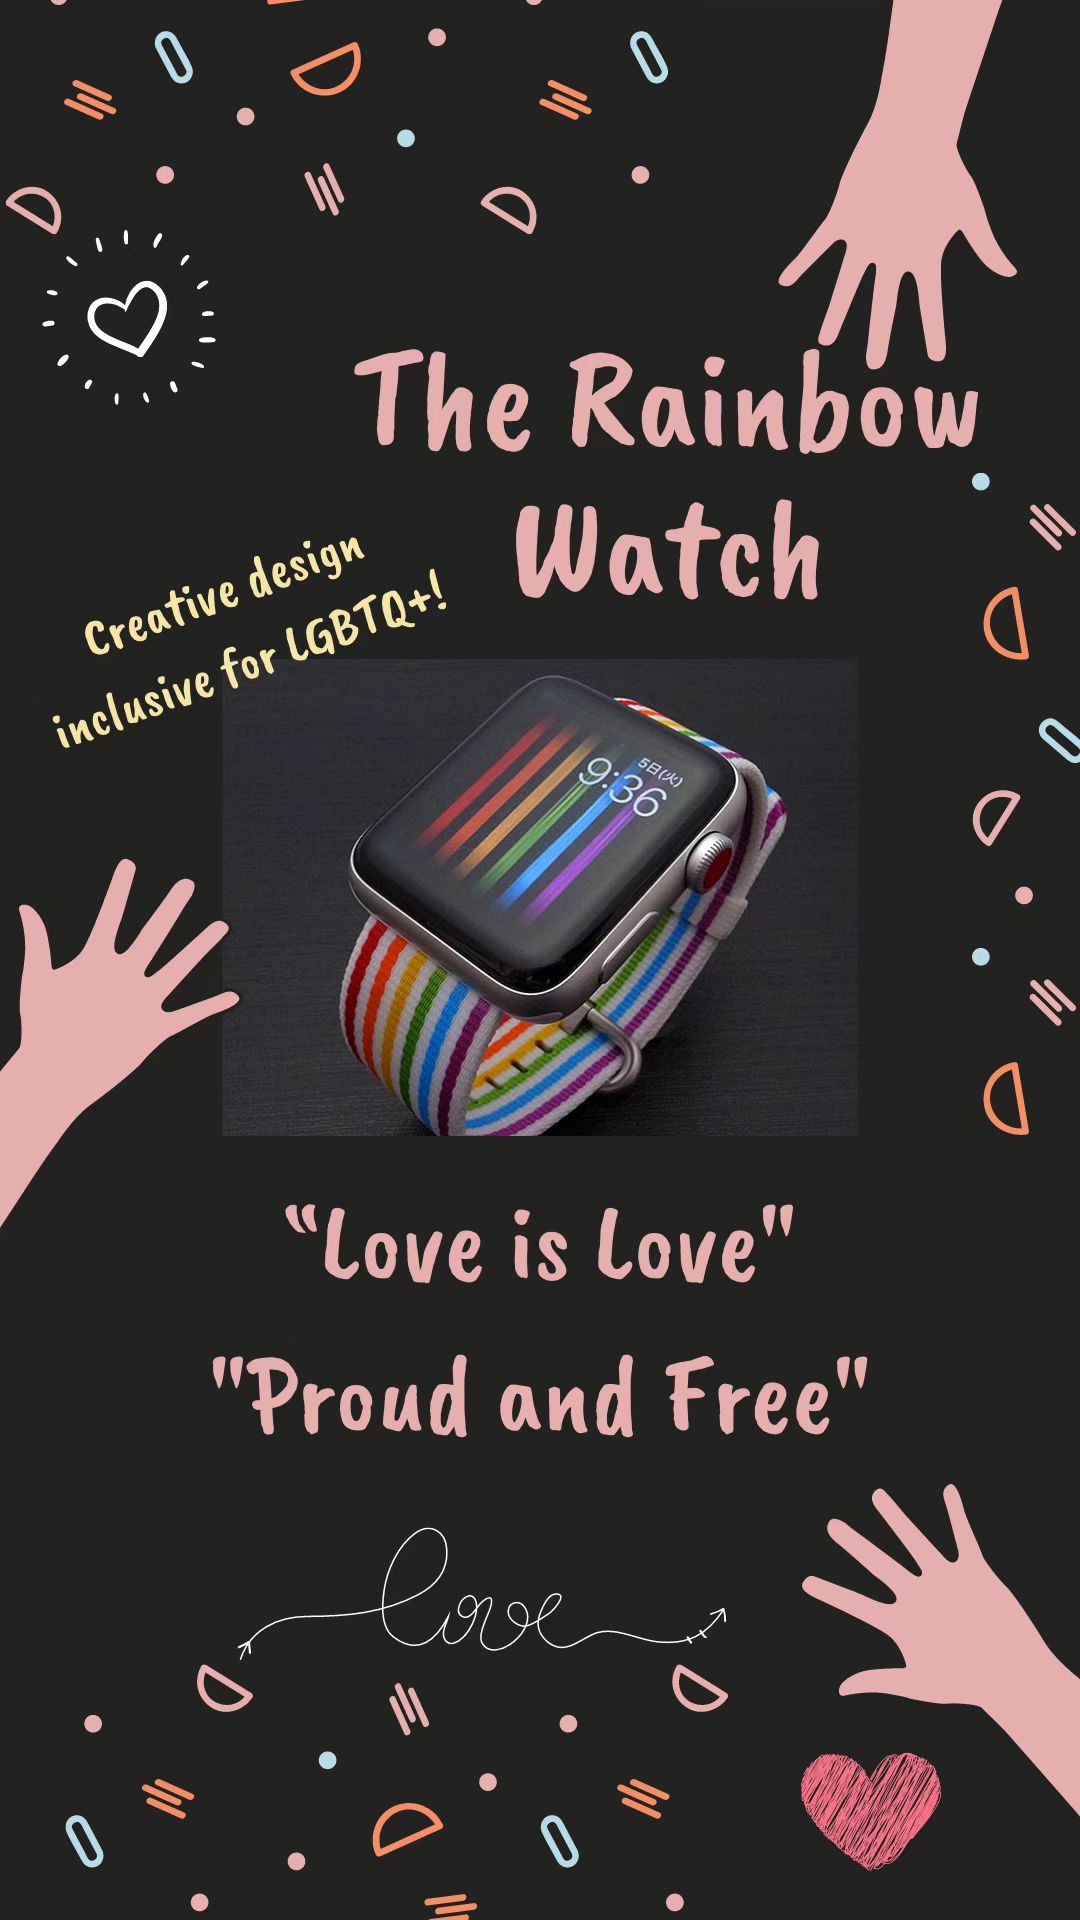 The Rainbow
Watch
Creative design
inclusive for LGBTQ+!
5日(火)
9:36
“Love is Love"
"Proud and Free"
love